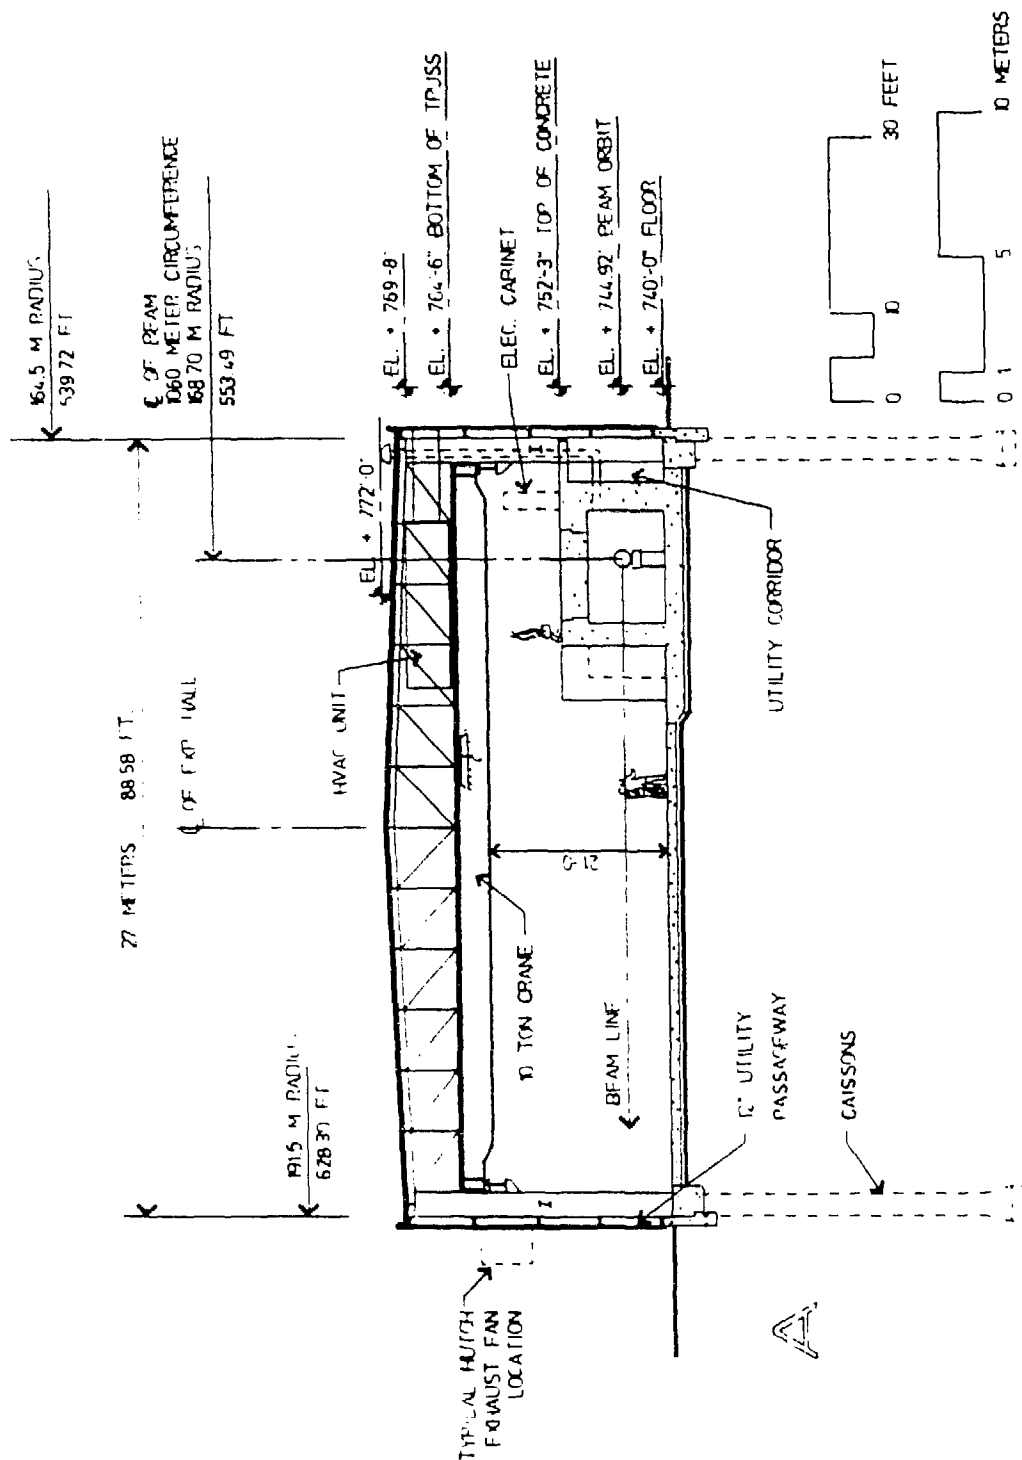 164.5 M RADIUS
539.72 FT
℄ OF BEAM
1060 METER CIRCUMFERENCE
168.70 M RADIUS
553.49 FT
27 METERS
88.58 FT.
℄ OF EXP HALL
191.5 M RADIUS
628.30 FT
EL. + 772'-0"
EL. + 769'-8"
EL. + 764'-6" BOTTOM OF TRUSS
ELEC. CABINET
EL. + 752'-3" TOP OF CONCRETE
EL. + 744.92' BEAM ORBIT
EL. + 740'-0" FLOOR
HVAC UNIT
10 TON CRANE
21'-0
BEAM LINE
TYPICAL HUTCH
EXHAUST FAN
LOCATION
UTILITY CORRIDOR
12" UTILITY
PASSAGEWAY
CAISSONS
A
0 10 30 FEET
0 1 5 10 METERS